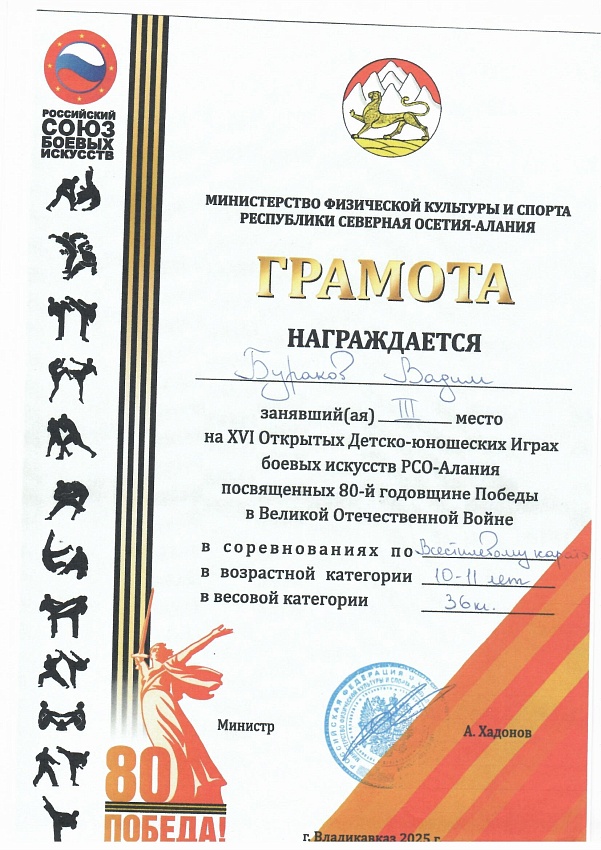 РОССИЙСКИЙ
СОЮЗ
БОЕВЫХ
ИСКУССТВ
МИНИСТЕРСТВО ФИЗИЧЕСКОЙ КУЛЬТУРЫ И СПОРТА
РЕСПУБЛИКИ СЕВЕРНАЯ ОСЕТИЯ-АЛАНИЯ
ГРАМОТА
НАГРАЖДАЕТСЯ
Бураков Вадим
занявший(ая) III место
на XVI Открытых Детско-юношеских Играх
боевых искусств РСО-Алания
посвященных 80-й годовщине Победы
в Великой Отечественной Войне
в соревнованиях по Всестилевому каратэ
в возрастной категории 10-11 лет
в весовой категории 36кг.
РОССИЙСКАЯ ФЕДЕРАЦИЯ
Министр А. Хадонов
80
ПОБЕДА!
г. Владикавказ 2025 г